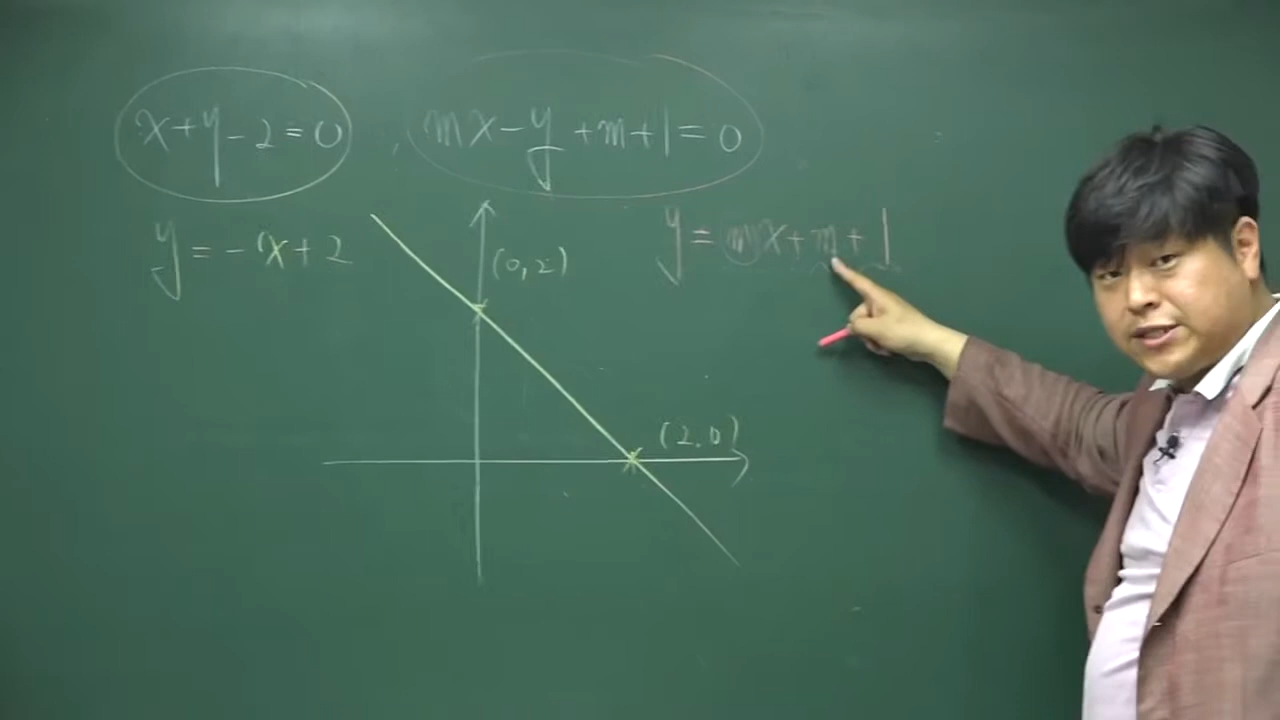 x+y-2=0, mx-y+m+1=0
y=-x+2
y=mx+m+1
(0,2)
(2.0)